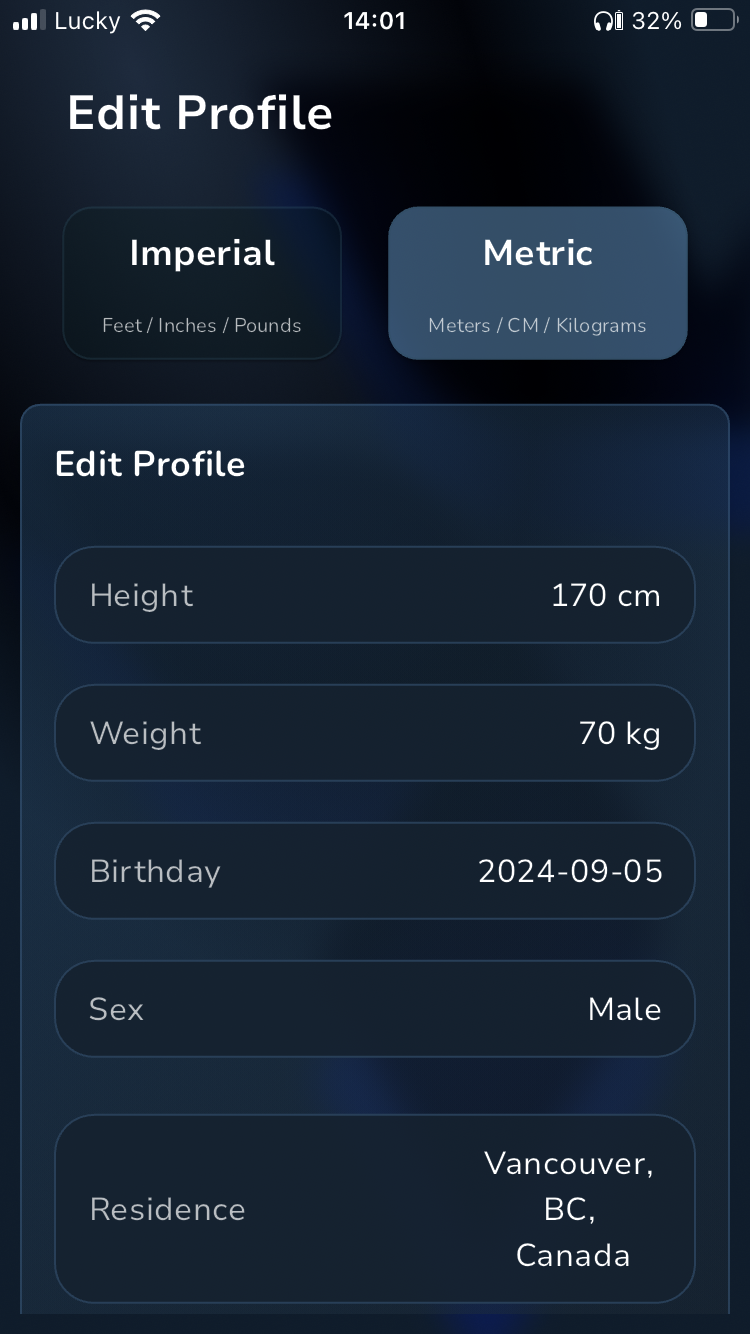 Lucky 14:01 32%
Edit Profile
Imperial Metric
Feet / Inches / Pounds Meters / CM / Kilograms
Edit Profile
Height 170 cm
Weight 70 kg
Birthday 2024-09-05
Sex Male
Vancouver,
Residence BC,
Canada